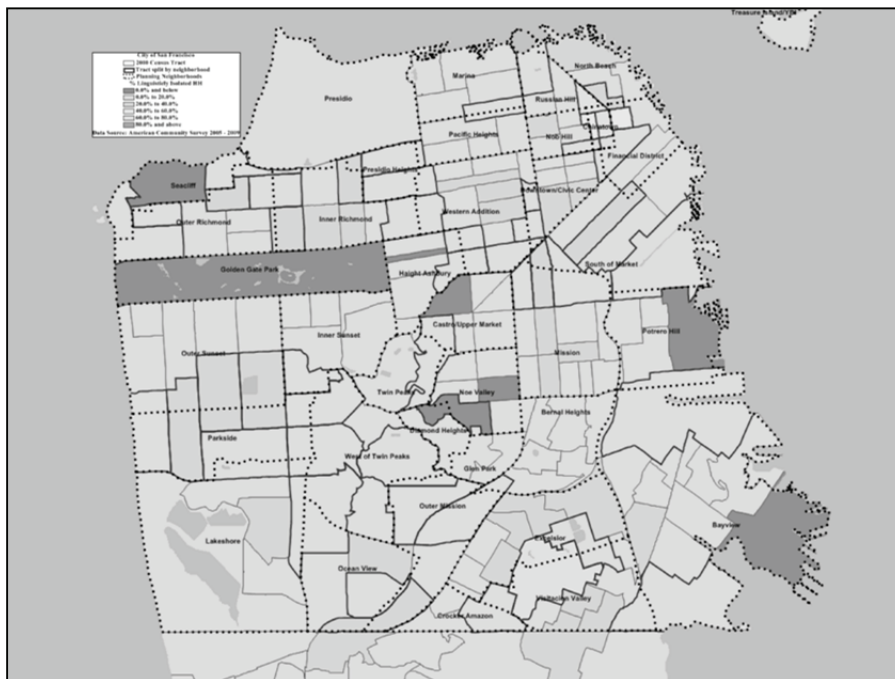 Treasure Island/YBI
City of San Francisco
2000 Census Tract
Tract split by neighborhood
Planning Neighborhoods
% Linguistically Isolated HH
0.0% and below
0.0% to 20.0%
20.0% to 40.0%
40.0% to 60.0%
60.0% to 80.0%
80.0% and above
Data Source: American Community Survey 2005 - 2009
North Beach
Marina
Presidio
Russian Hill
Chinatown
Pacific Heights
Nob Hill
Financial District
Presidio Heights
Seacliff
Downtown/Civic Center
Western Addition
Outer Richmond
Inner Richmond
South of Market
Golden Gate Park
Haight Ashbury
Castro/Upper Market
Potrero Hill
Inner Sunset
Outer Sunset
Mission
Twin Peaks
Noe Valley
Bernal Heights
Diamond Heights
Parkside
West of Twin Peaks
Glen Park
Outer Mission
Bayview
Lakeshore
Excelsior
Ocean View
Visitacion Valley
Crocker Amazon